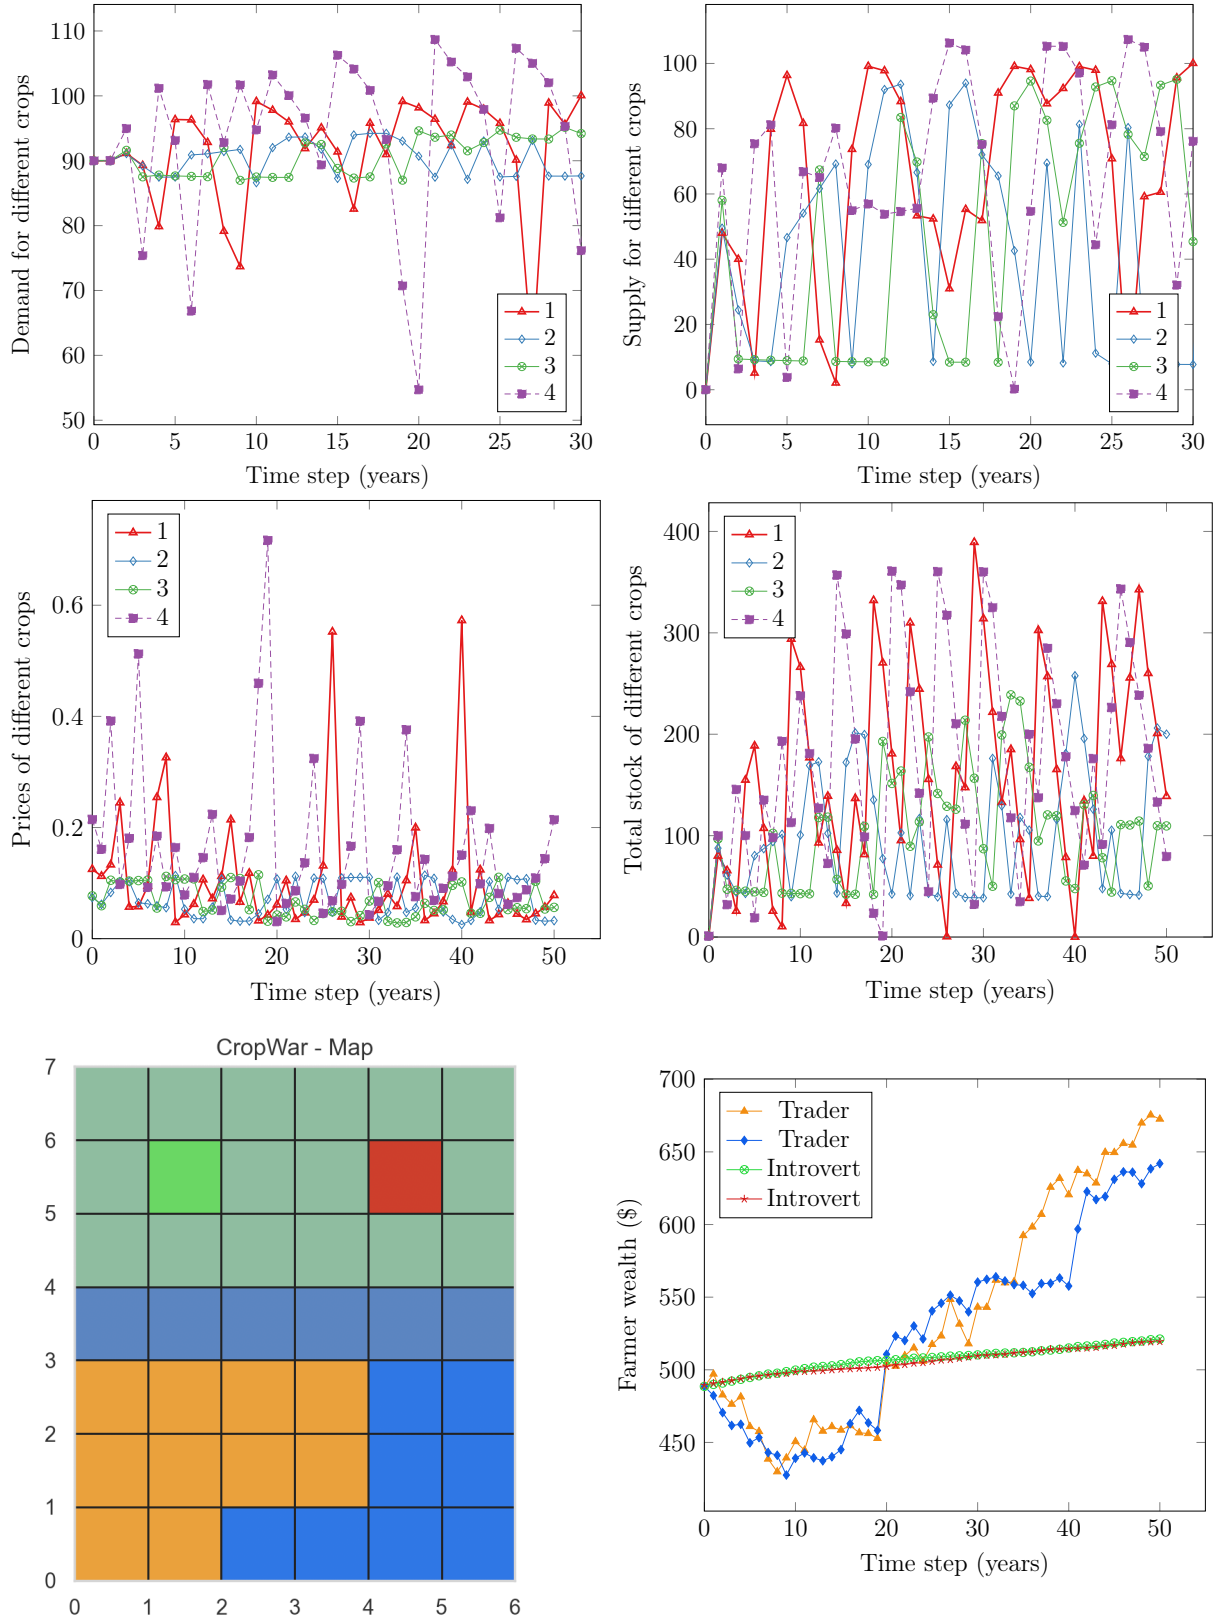 110
100
90
80
70
60
50
Demand for different crops
1
2
3
4
0 5 10 15 20 25 30
Time step (years)
100
80
60
40
20
0
Supply for different crops
1
2
3
4
0 5 10 15 20 25 30
Time step (years)
0.6
0.4
0.2
0
Prices of different crops
1
2
3
4
0 10 20 30 40 50
Time step (years)
400
300
200
100
0
Total stock of different crops
1
2
3
4
0 10 20 30 40 50
Time step (years)
CropWar - Map
7
6
5
4
3
2
1
0
0 1 2 3 4 5 6
700
650
600
550
500
450
Farmer wealth ($)
Trader
Trader
Introvert
Introvert
0 10 20 30 40 50
Time step (years)